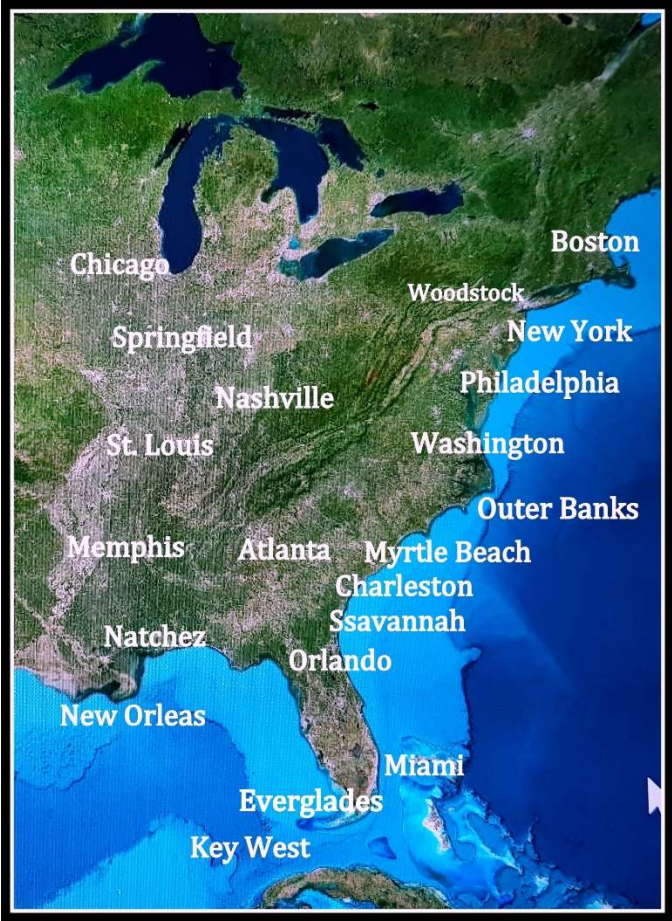 Boston
Chicago
Woodstock
New York
Springfield
Philadelphia
Nashville
St. Louis
Washington
Outer Banks
Memphis
Atlanta
Myrtle Beach
Charleston
Ssavannah
Natchez
Orlando
New Orleas
Miami
Everglades
Key West